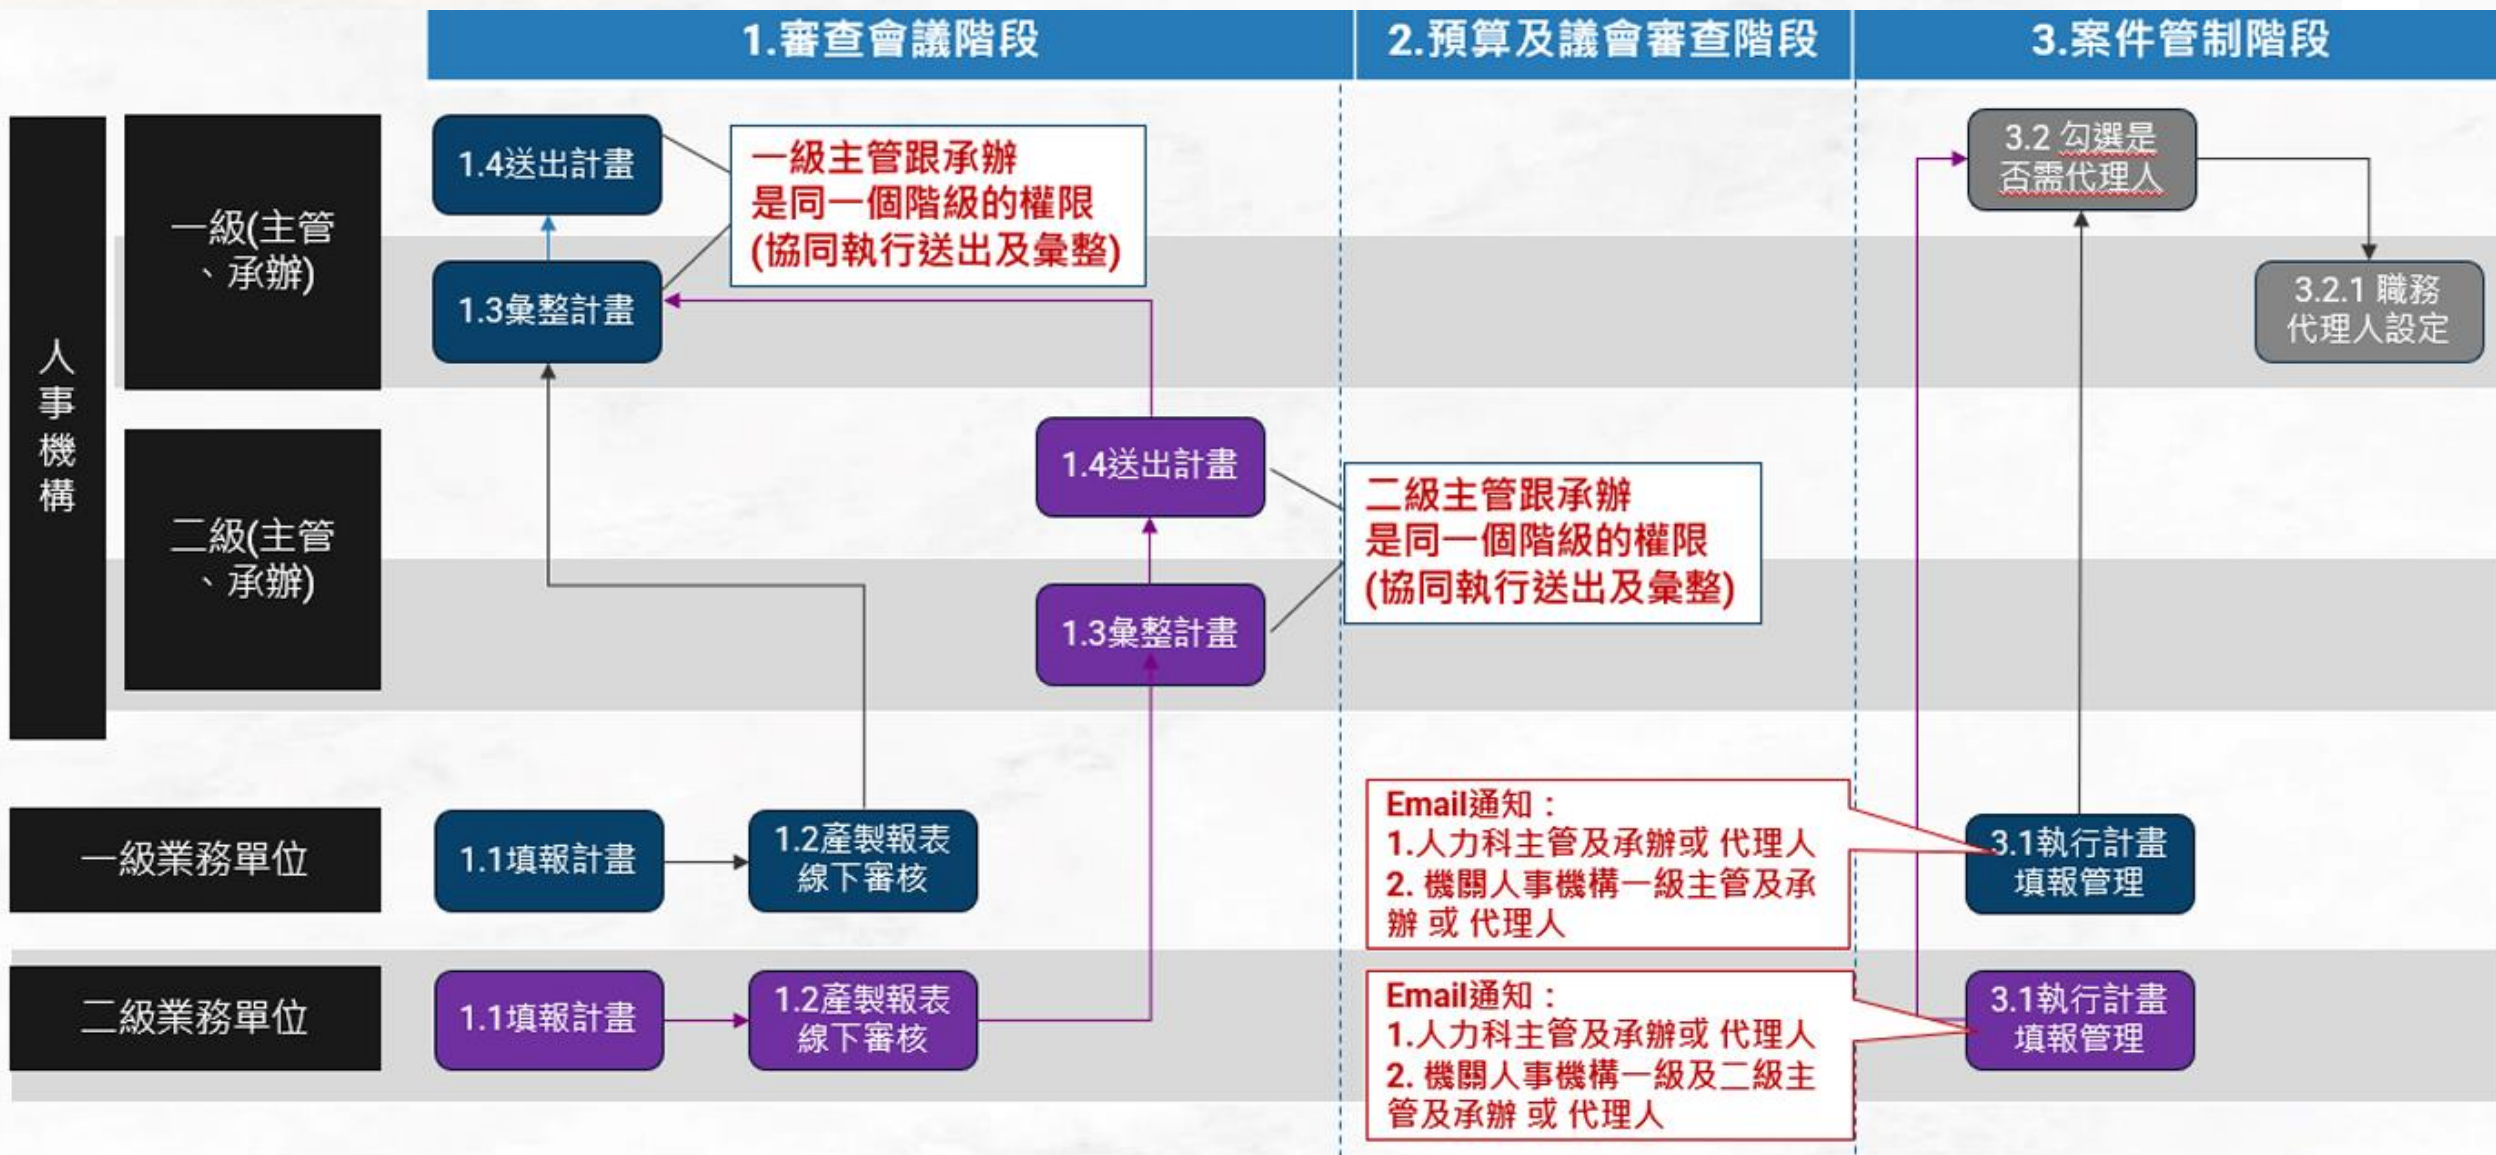 1.審查會議階段
2.預算及議會審查階段
3.案件管制階段
人事機構
一級(主管
、承辦)
1.4送出計畫
一級主管跟承辦
是同一個階級的權限
(協同執行送出及彙整)
3.2 勾選是
否需代理人
1.3彙整計畫
3.2.1 職務
代理人設定
二級(主管
、承辦)
1.4送出計畫
二級主管跟承辦
是同一個階級的權限
(協同執行送出及彙整)
1.3彙整計畫
一級業務單位
1.1填報計畫
1.2產製報表
線下審核
Email通知：
1.人力科主管及承辦或 代理人
2. 機關人事機構一級主管及承
辦 或 代理人
3.1執行計畫
填報管理
二級業務單位
1.1填報計畫
1.2產製報表
線下審核
Email通知：
1.人力科主管及承辦或 代理人
2. 機關人事機構一級及二級主
管及承辦 或 代理人
3.1執行計畫
填報管理